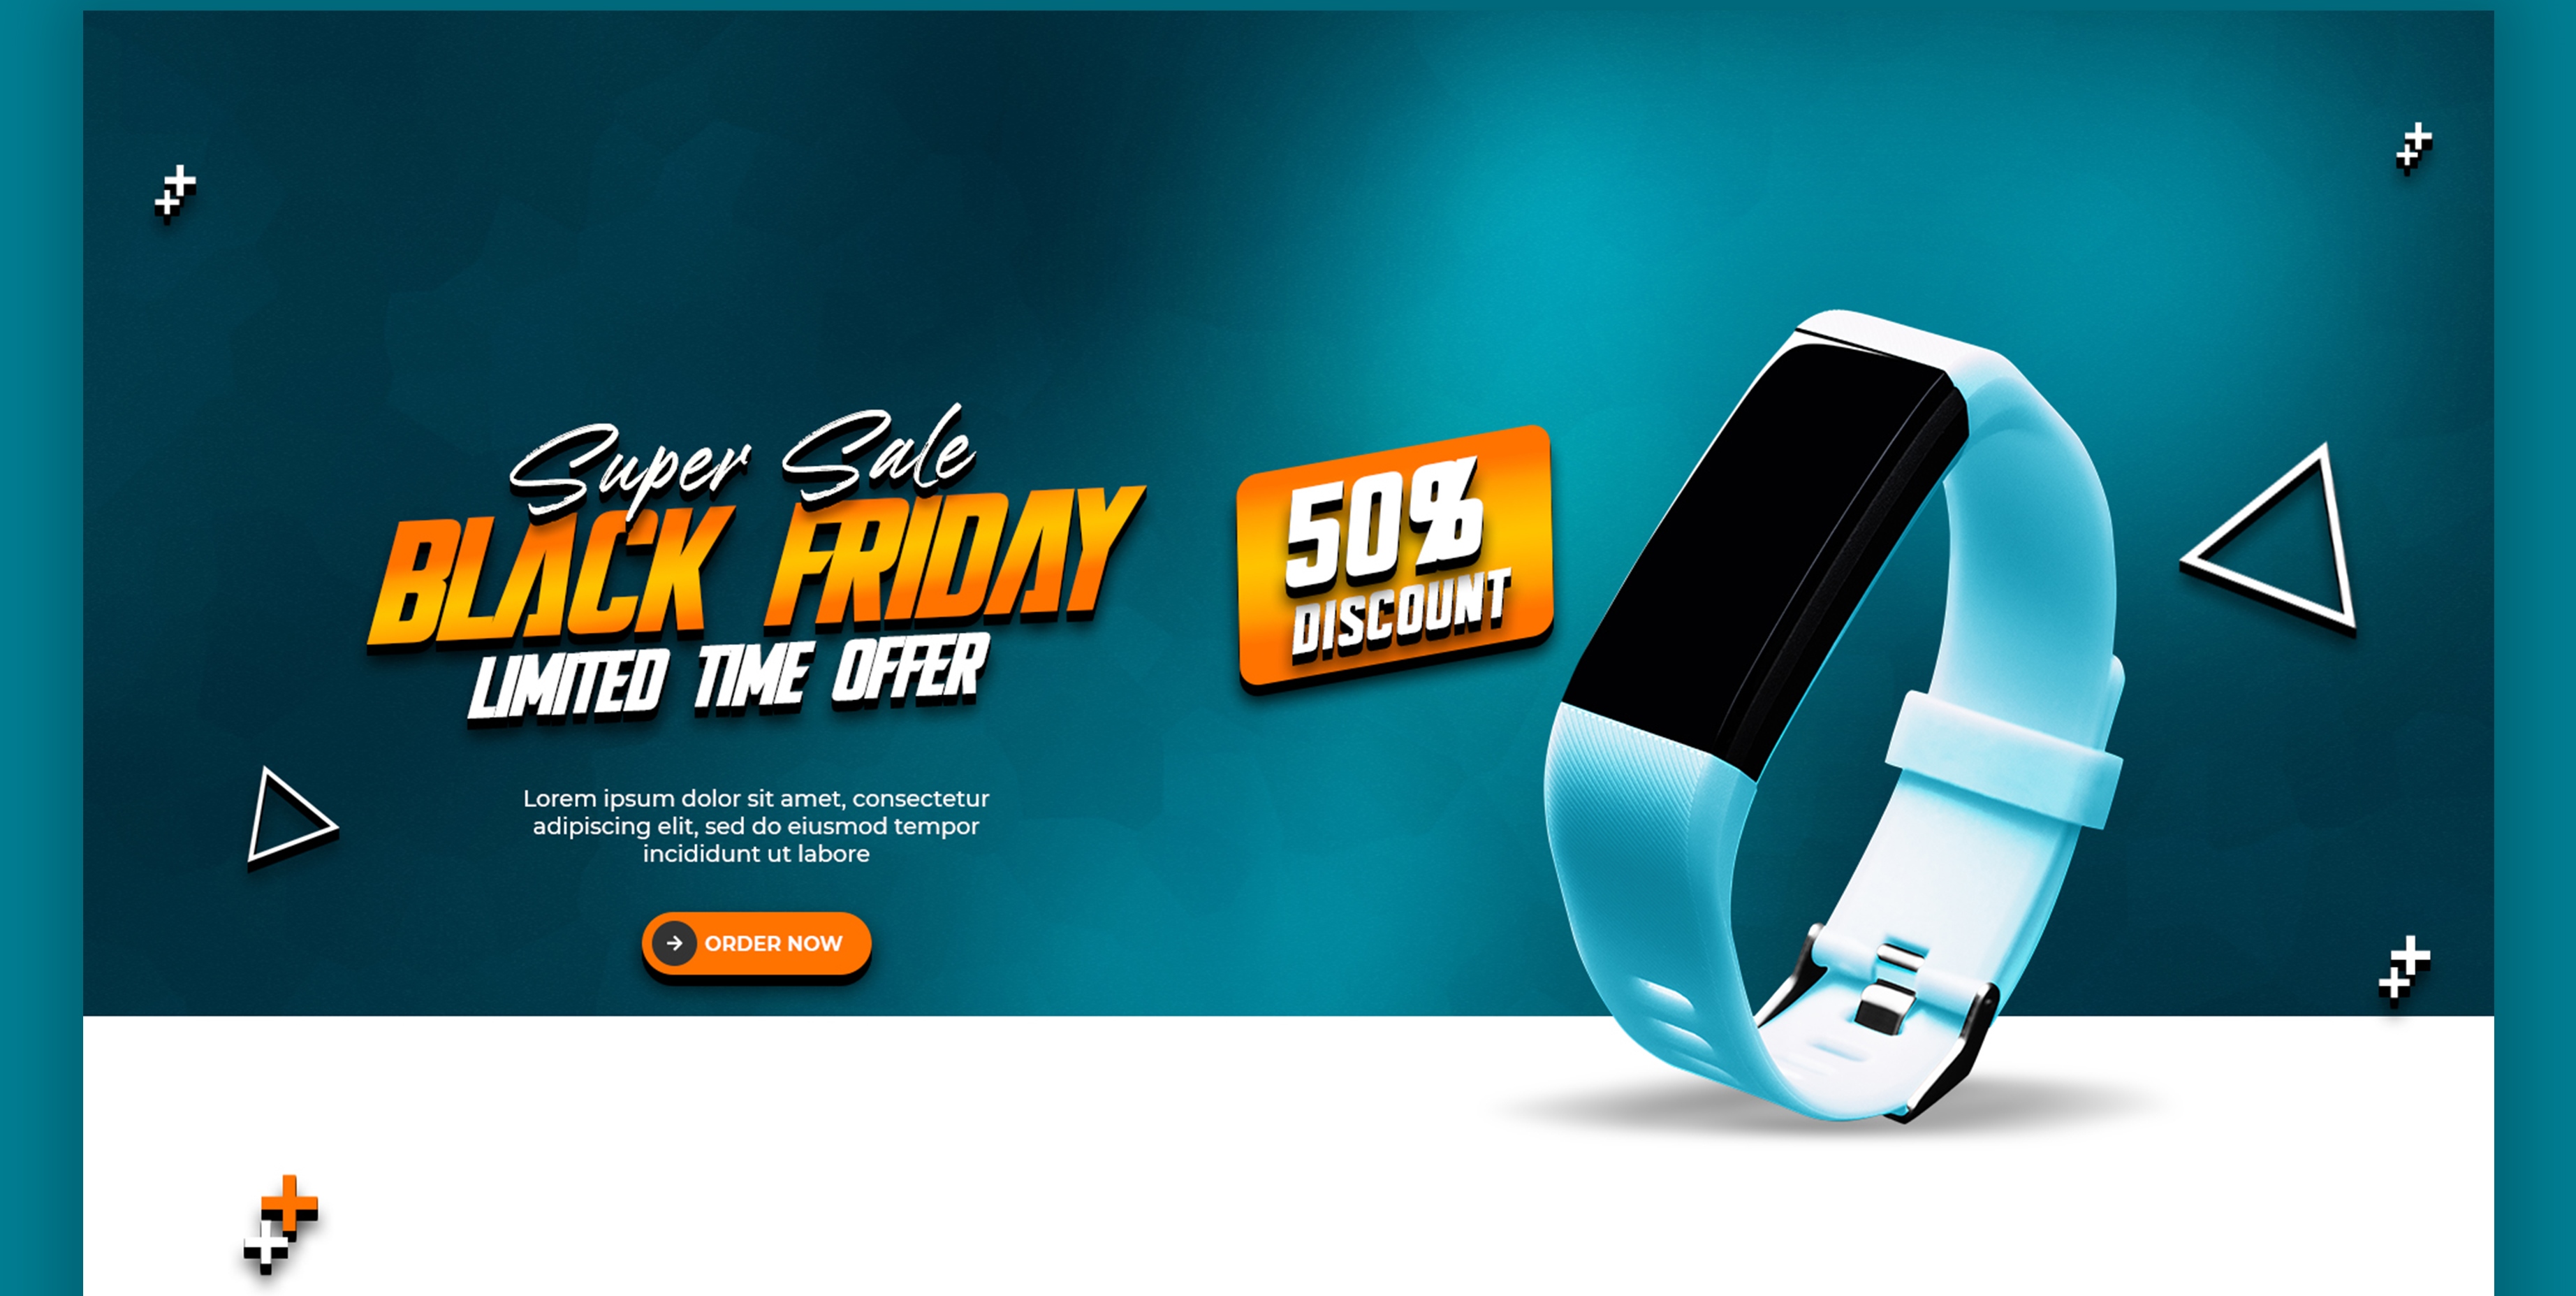 Super Sale
BLACK FRIDAY
LIMITED TIME OFFER
50%
DISCOUNT
Lorem ipsum dolor sit amet, consectetur
adipiscing elit, sed do eiusmod tempor
incididunt ut labore
ORDER NOW